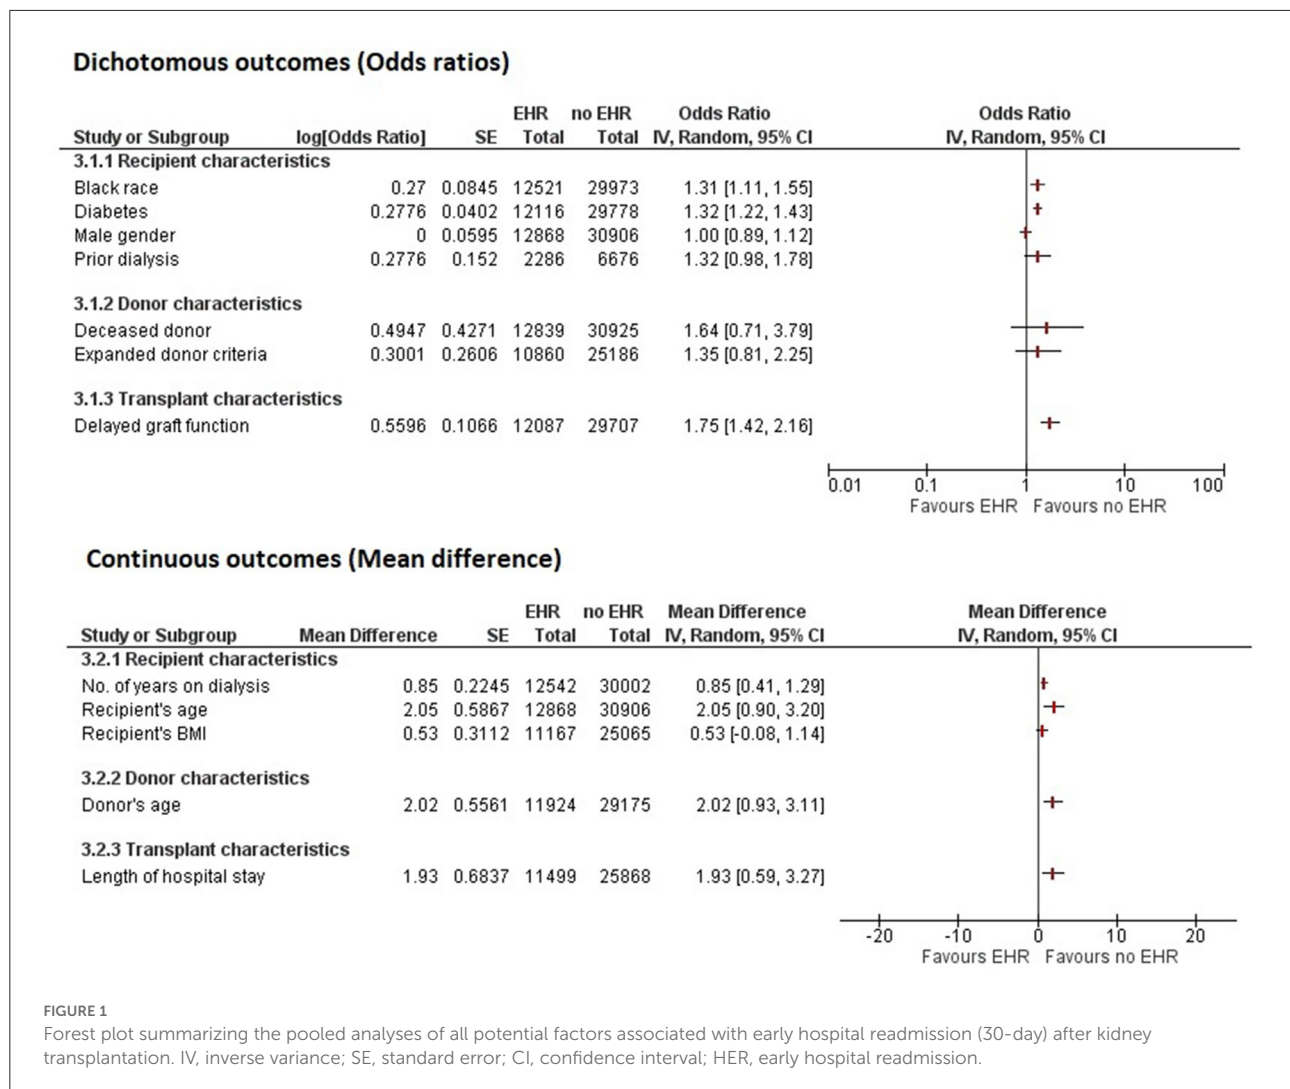 Dichotomous outcomes (Odds ratios)
EHR no EHR Odds Ratio Odds Ratio
Study or Subgroup log[Odds Ratio] SE Total Total IV, Random, 95% CI IV, Random, 95% CI
3.1.1 Recipient characteristics
Black race 0.27 0.0845 12521 29973 1.31 [1.11, 1.55]
Diabetes 0.2776 0.0402 12116 29778 1.32 [1.22, 1.43]
Male gender 0 0.0595 12868 30906 1.00 [0.89, 1.12]
Prior dialysis 0.2776 0.152 2286 6676 1.32 [0.98, 1.78]
3.1.2 Donor characteristics
Deceased donor 0.4947 0.4271 12839 30925 1.64 [0.71, 3.79]
Expanded donor criteria 0.3001 0.2606 10860 25186 1.35 [0.81, 2.25]
3.1.3 Transplant characteristics
Delayed graft function 0.5596 0.1066 12087 29707 1.75 [1.42, 2.16]
0.01 0.1 1 10 100
Favours EHR Favours no EHR
Continuous outcomes (Mean difference)
EHR no EHR Mean Difference Mean Difference
Study or Subgroup Mean Difference SE Total Total IV, Random, 95% CI IV, Random, 95% CI
3.2.1 Recipient characteristics
No. of years on dialysis 0.85 0.2245 12542 30002 0.85 [0.41, 1.29]
Recipient's age 2.05 0.5867 12868 30906 2.05 [0.90, 3.20]
Recipient's BMI 0.53 0.3112 11167 25065 0.53 [-0.08, 1.14]
3.2.2 Donor characteristics
Donor's age 2.02 0.5561 11924 29175 2.02 [0.93, 3.11]
3.2.3 Transplant characteristics
Length of hospital stay 1.93 0.6837 11499 25868 1.93 [0.59, 3.27]
-20 -10 0 10 20
Favours EHR Favours no EHR
FIGURE 1
Forest plot summarizing the pooled analyses of all potential factors associated with early hospital readmission (30-day) after kidney
transplantation. IV, inverse variance; SE, standard error; CI, confidence interval; HER, early hospital readmission.